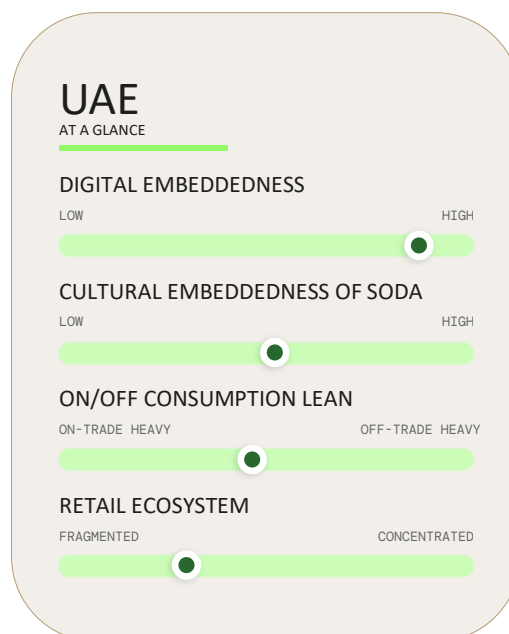 UAE
AT A GLANCE
DIGITAL EMBEDDEDNESS
LOW HIGH
CULTURAL EMBEDDEDNESS OF SODA
LOW HIGH
ON/OFF CONSUMPTION LEAN
ON-TRADE HEAVY OFF-TRADE HEAVY
RETAIL ECOSYSTEM
FRAGMENTED CONCENTRATED